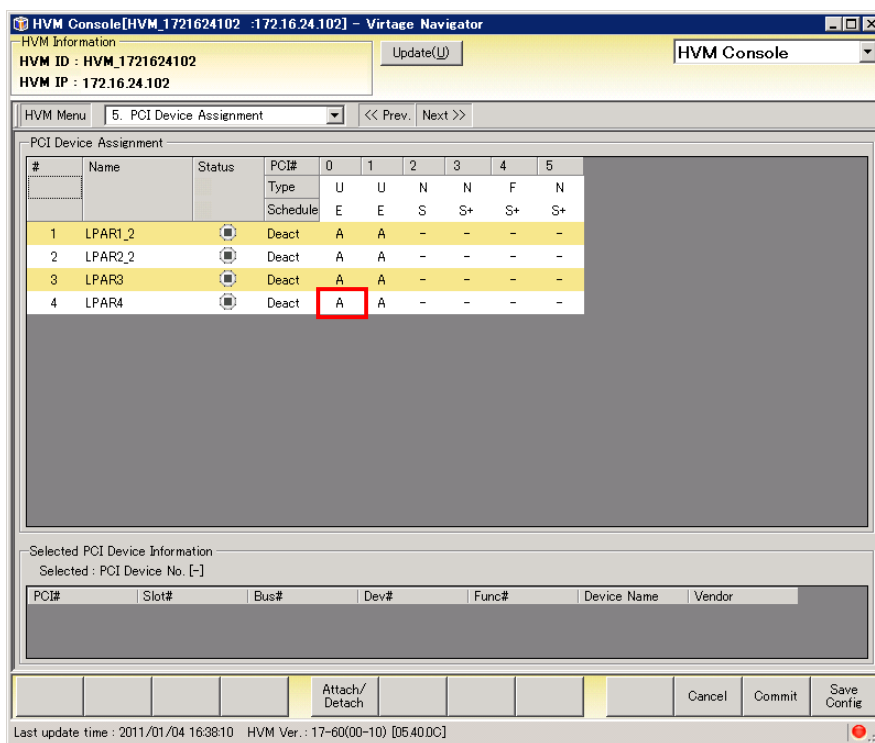 HVM Console[HVM_1721624102 :172.16.24.102] - Virtage Navigator
HVM Information
HVM ID : HVM_1721624102
HVM IP : 172.16.24.102
Update(U)
HVM Console
HVM Menu 5. PCI Device Assignment << Prev. Next >>
PCI Device Assignment
# Name Status PCI# 0 1 2 3 4 5
Type U U N N F N
Schedule E E S S+ S+ S+
1 LPAR1_2 Deact A A - - - -
2 LPAR2_2 Deact A A - - - -
3 LPAR3 Deact A A - - - -
4 LPAR4 Deact A A - - - -
Selected PCI Device Information
Selected : PCI Device No. [-]
PCI# Slot# Bus# Dev# Func# Device Name Vendor
Attach/
Detach
Cancel
Commit
Save
Config
Last update time : 2011/01/04 16:38:10 HVM Ver. : 17-60(00-10) [05.40.0C]